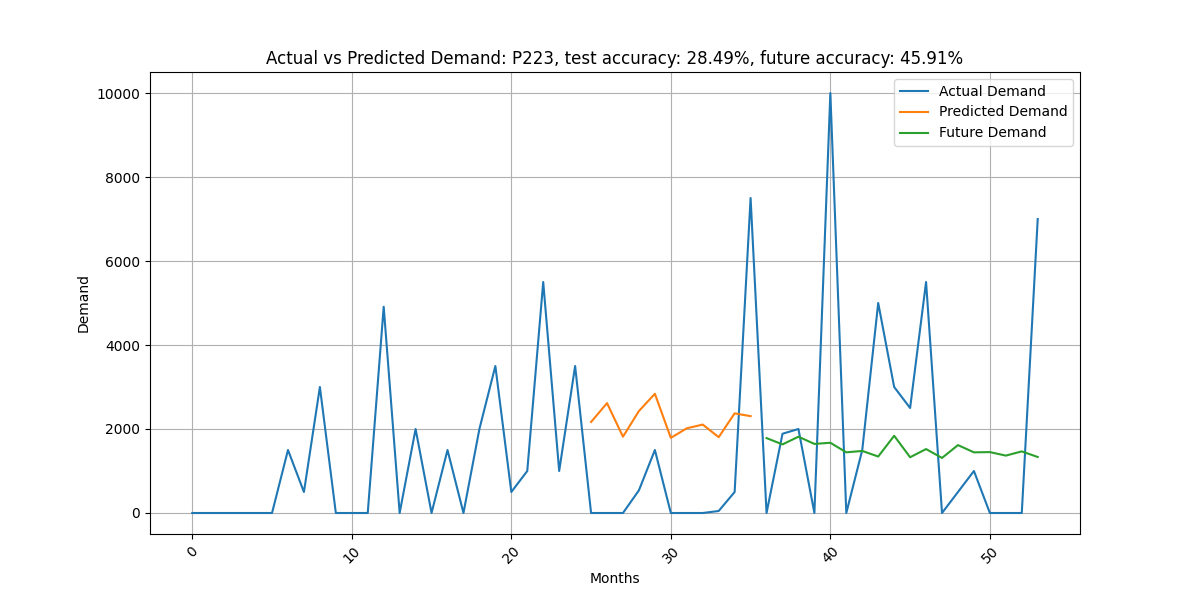 Actual vs Predicted Demand: P223, test accuracy: 28.49%, future accuracy: 45.91%
Actual Demand
Predicted Demand
Future Demand
10000
8000
6000
4000
2000
0
Demand
0
10
20
30
40
50
Months